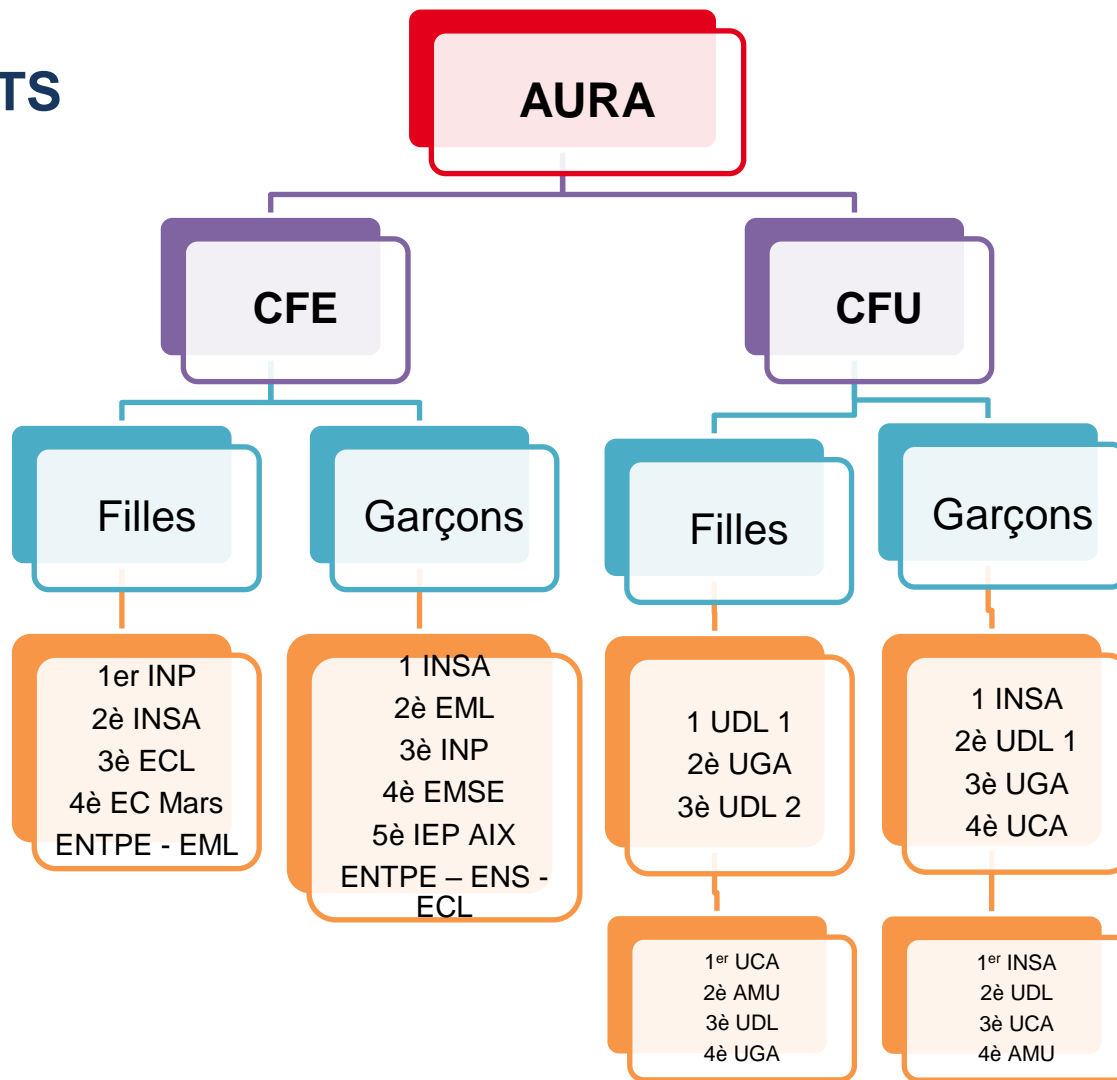 TS
AURA
CFE
CFU
Filles
Garçons
Filles
Garçons
1er INP
2è INSA
3è ECL
4è EC Mars
ENTPE - EML
1 INSA
2è EML
3è INP
4è EMSE
5è IEP AIX
ENTPE – ENS -
ECL
1 UDL 1
2è UGA
3è UDL 2
1 INSA
2è UDL 1
3è UGA
4è UCA
1er UCA
2è AMU
3è UDL
4è UGA
1er INSA
2è UDL
3è UCA
4è AMU